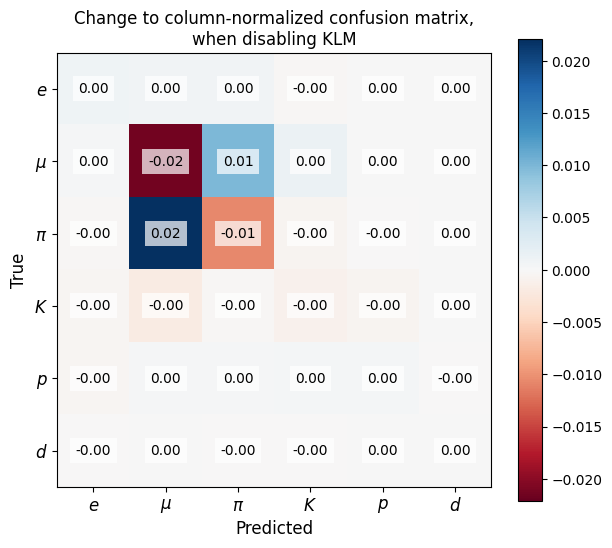 Change to column-normalized confusion matrix,
when disabling KLM
e 0.00 0.00 0.00 -0.00 0.00 0.00
μ 0.00 -0.02 0.01 0.00 0.00 0.00
π -0.00 0.02 -0.01 -0.00 -0.00 0.00
K -0.00 -0.00 -0.00 -0.00 -0.00 0.00
p -0.00 0.00 0.00 0.00 0.00 -0.00
d -0.00 0.00 -0.00 -0.00 0.00 0.00
e μ π K p d
Predicted
True
0.020
0.015
0.010
0.005
0.000
−0.005
−0.010
−0.015
−0.020